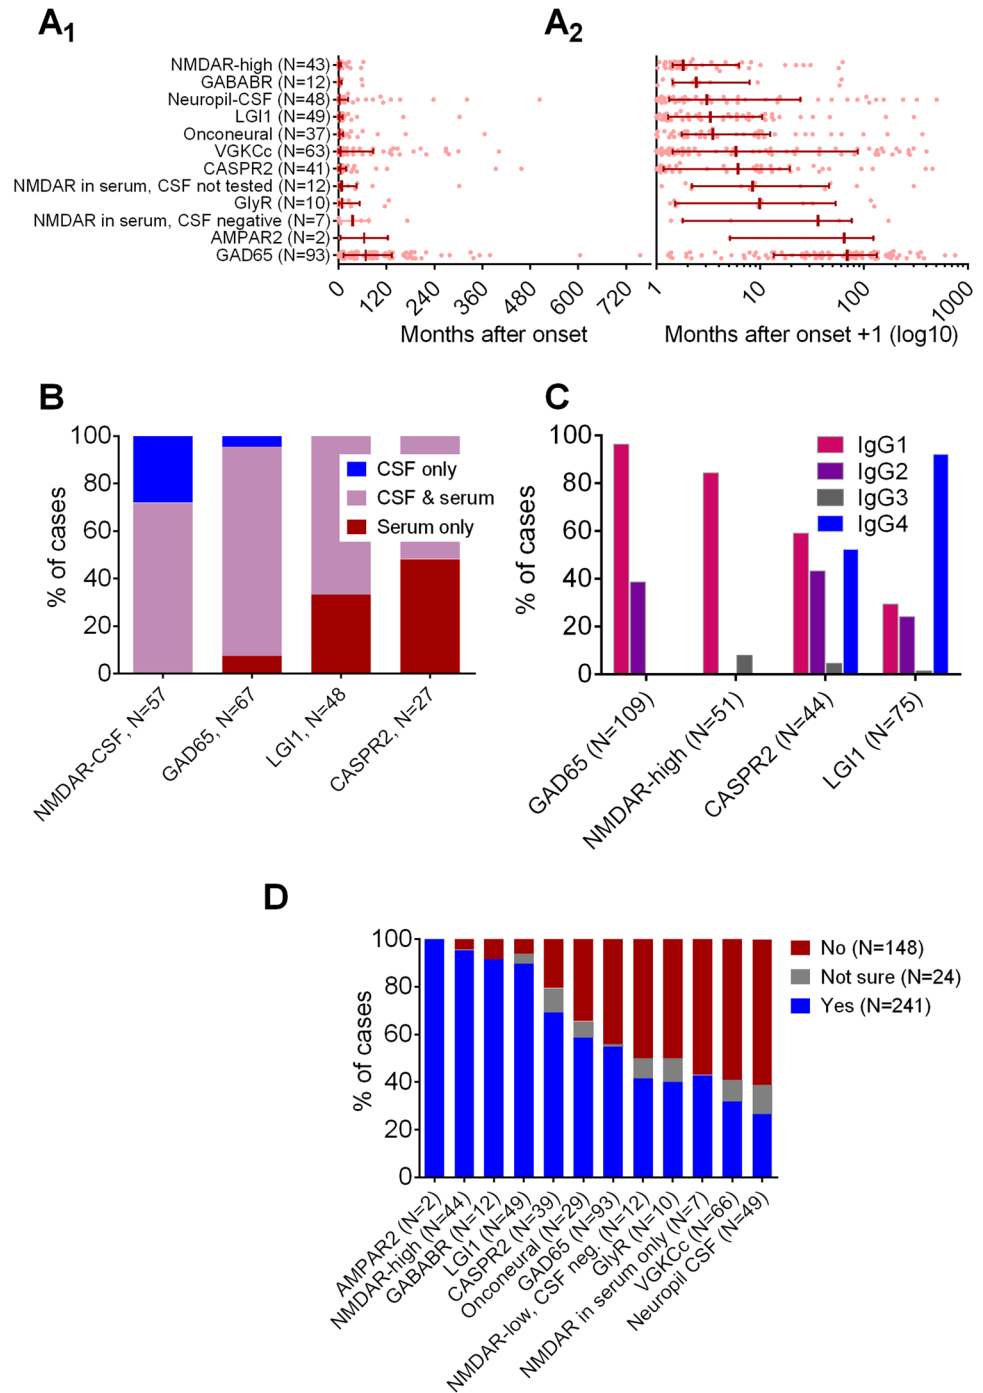 A1
A2
NMDAR-high (N=43)
GABABR (N=12)
Neuropil-CSF (N=48)
LGI1 (N=49)
Onconeural (N=37)
VGKCc (N=63)
CASPR2 (N=41)
NMDAR in serum, CSF not tested (N=12)
GlyR (N=10)
NMDAR in serum, CSF negative (N=7)
AMPAR2 (N=2)
GAD65 (N=93)
0 120 240 360 480 600 720
Months after onset
1 10 100 1000
Months after onset +1 (log10)
B
% of cases
100
80
60
40
20
0
CSF only
CSF & serum
Serum only
NMDAR-CSF, N=57
GAD65, N=67
LGI1, N=48
CASPR2, N=27
C
% of cases
100
80
60
40
20
0
IgG1
IgG2
IgG3
IgG4
GAD65 (N=109)
NMDAR-high (N=51)
CASPR2 (N=44)
LGI1 (N=75)
D
% of cases
100
80
60
40
20
0
No (N=148)
Not sure (N=24)
Yes (N=241)
AMPAR2 (N=2)
NMDAR-high (N=44)
GABABR (N=12)
LGI1 (N=49)
CASPR2 (N=39)
Onconeural (N=29)
GAD65 (N=93)
NMDAR-low, CSF neg. (N=12)
GlyR (N=10)
NMDAR in serum only (N=7)
VGKCc (N=66)
Neuropil CSF (N=49)